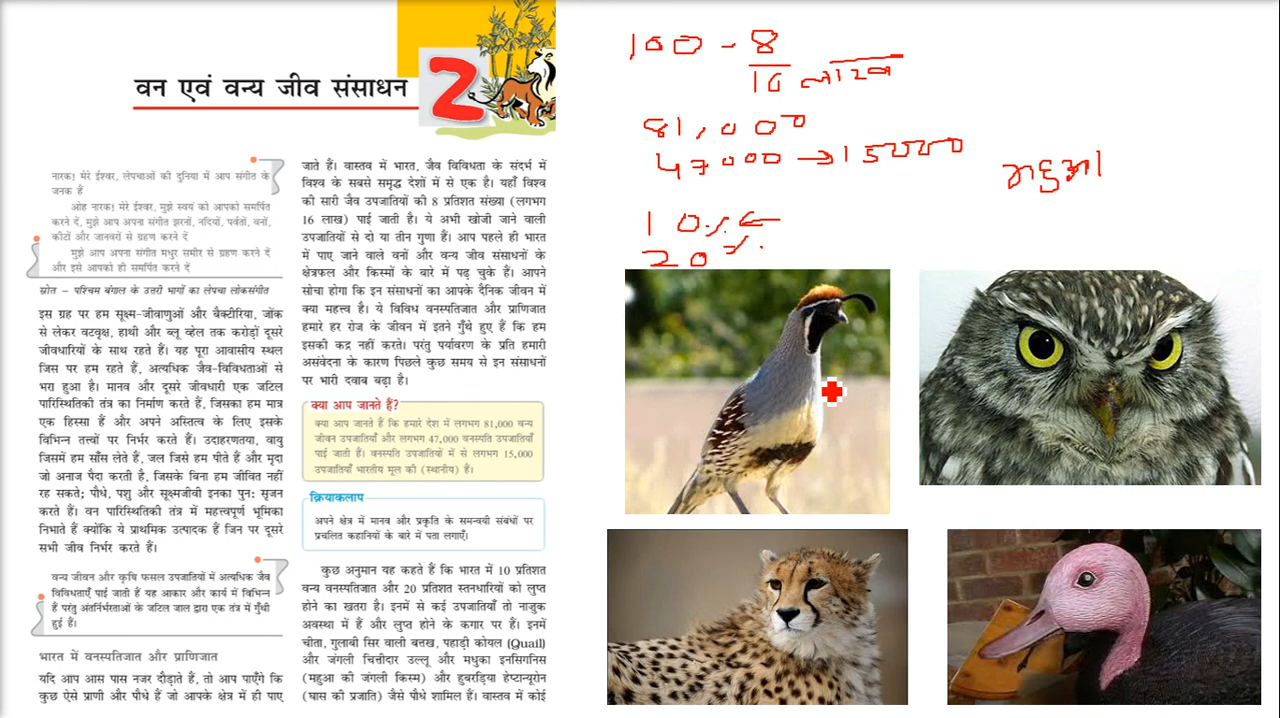 वन एवं वन्य जीव संसाधन
2
नारक! मेरे ईश्वर, लेपचाओं की दुनिया में आप संगीत के
जनक हैं
ओह नारक! मेरे ईश्वर, मुझे स्वयं को आपको समर्पित
करने दें, मुझे आप अपना संगीत झरनों, नदियों, पर्वतों, वनों,
कीटों और जानवरों से ग्रहण करने दें
मुझे आप अपना संगीत मधुर समीर से ग्रहण करने दें
और इसे आपको ही समर्पित करने दें
स्रोत – पश्चिम बंगाल के उत्तरी भागों का लेपचा लोकसंगीत
इस ग्रह पर हम सूक्ष्म-जीवाणुओं और बैक्टीरिया, जोंक
से लेकर वटवृक्ष, हाथी और ब्लू व्हेल तक करोड़ों दूसरे
जीवधारियों के साथ रहते हैं। यह पूरा आवासीय स्थल
जिस पर हम रहते हैं, अत्यधिक जैव-विविधताओं से
भरा हुआ है। मानव और दूसरे जीवधारी एक जटिल
पारिस्थितिकी तंत्र का निर्माण करते हैं, जिसका हम मात्र
एक हिस्सा हैं और अपने अस्तित्व के लिए इसके
विभिन्न तत्त्वों पर निर्भर करते हैं। उदाहरणतया, वायु
जिसमें हम साँस लेते हैं, जल जिसे हम पीते हैं और मृदा
जो अनाज पैदा करती है, जिसके बिना हम जीवित नहीं
रह सकते; पौधे, पशु और सूक्ष्मजीवी इनका पुनः सृजन
करते हैं। वन पारिस्थितिकी तंत्र में महत्त्वपूर्ण भूमिका
निभाते हैं क्योंकि ये प्राथमिक उत्पादक हैं जिन पर दूसरे
सभी जीव निर्भर करते हैं।
वन्य जीवन और कृषि फसल उपजातियों में अत्यधिक जैव
विविधताएँ पाई जाती हैं यह आकार और कार्य में विभिन्न
हैं परंतु अंतर्निर्भरताओं के जटिल जाल द्वारा एक तंत्र में गुँथी
हुई हैं।
भारत में वनस्पतिजात और प्राणिजात
यदि आप आस पास नजर दौड़ाते हैं, तो आप पाएँगे कि
कुछ ऐसे प्राणी और पौधे हैं जो आपके क्षेत्र में ही पाए
जाते हैं। वास्तव में भारत, जैव विविधता के संदर्भ में
विश्व के सबसे समृद्ध देशों में से एक है। यहाँ विश्व
की सारी जैव उपजातियों की 8 प्रतिशत संख्या (लगभग
16 लाख) पाई जाती है। ये अभी खोजी जाने वाली
उपजातियों से दो या तीन गुणा हैं। आप पहले ही भारत
में पाए जाने वाले वनों और वन्य जीव संसाधनों के
क्षेत्रफल और किस्मों के बारे में पढ़ चुके हैं। आपने
सोचा होगा कि इन संसाधनों का आपके दैनिक जीवन में
क्या महत्त्व है। ये विविध वनस्पतिजात और प्राणिजात
हमारे हर रोज के जीवन में इतने गुँथे हुए हैं कि हम
इसकी कद्र नहीं करते। परंतु पर्यावरण के प्रति हमारी
असंवेदना के कारण पिछले कुछ समय से इन संसाधनों
पर भारी दवाब बढ़ा है।
क्या आप जानते हैं?
क्या आप जानते हैं कि हमारे देश में लगभग 81,000 वन्य
जीवन उपजातियाँ और लगभग 47,000 वनस्पति उपजातियाँ
पाई जाती हैं। वनस्पति उपजातियों में से लगभग 15,000
उपजातियाँ भारतीय मूल की (स्थानीय) हैं।
क्रियाकलाप
अपने क्षेत्र में मानव और प्रकृति के समन्वयी संबंधों पर
प्रचलित कहानियों के बारे में पता लगाएँ।
कुछ अनुमान यह कहते हैं कि भारत में 10 प्रतिशत
वन्य वनस्पतिजात और 20 प्रतिशत स्तनधारियों को लुप्त
होने का खतरा है। इनमें से कई उपजातियाँ तो नाजुक
अवस्था में हैं और लुप्त होने के कगार पर हैं। इनमें
चीता, गुलाबी सिर वाली बत्तख, पहाड़ी कोयल (Quail)
और जंगली चित्तीदार उल्लू और मधुका इनसिगनिस
(महुआ की जंगली किस्म) और हुबरड़िया हेप्टान्यूरोन
(घास की प्रजाति) जैसे पौधे शामिल हैं। वास्तव में कोई
100 - 8
16
81,000
47000 → 15000
महुआ
10%
20%